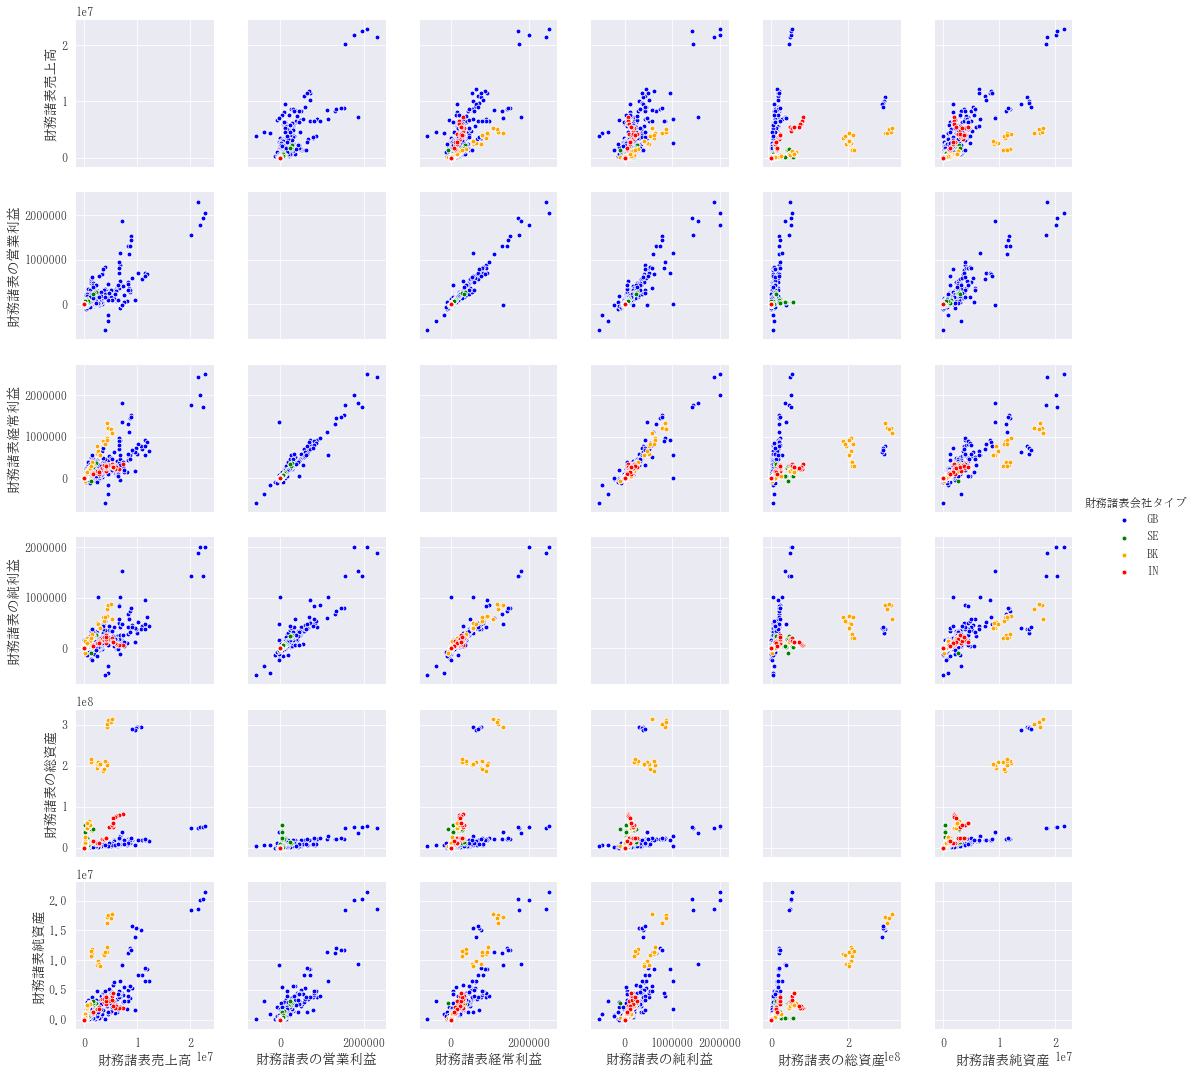 1e7
財務諸表売上高
2
1
0
財務諸表の営業利益
2000000
1000000
0
財務諸表経常利益
2000000
1000000
0
財務諸表会社タイプ
GB
SE
BK
IN
財務諸表の純利益
2000000
1000000
0
1e8
財務諸表の総資産
3
2
1
0
1e7
財務諸表純資産
2.0
1.5
1.0
0.5
0.0
0 1 2
0 2000000
0 2000000
0 1000000 2000000
0 2
0 1 2
財務諸表売上高 1e7
財務諸表の営業利益
財務諸表経常利益
財務諸表の純利益
財務諸表の総資産 1e8
財務諸表純資産 1e7